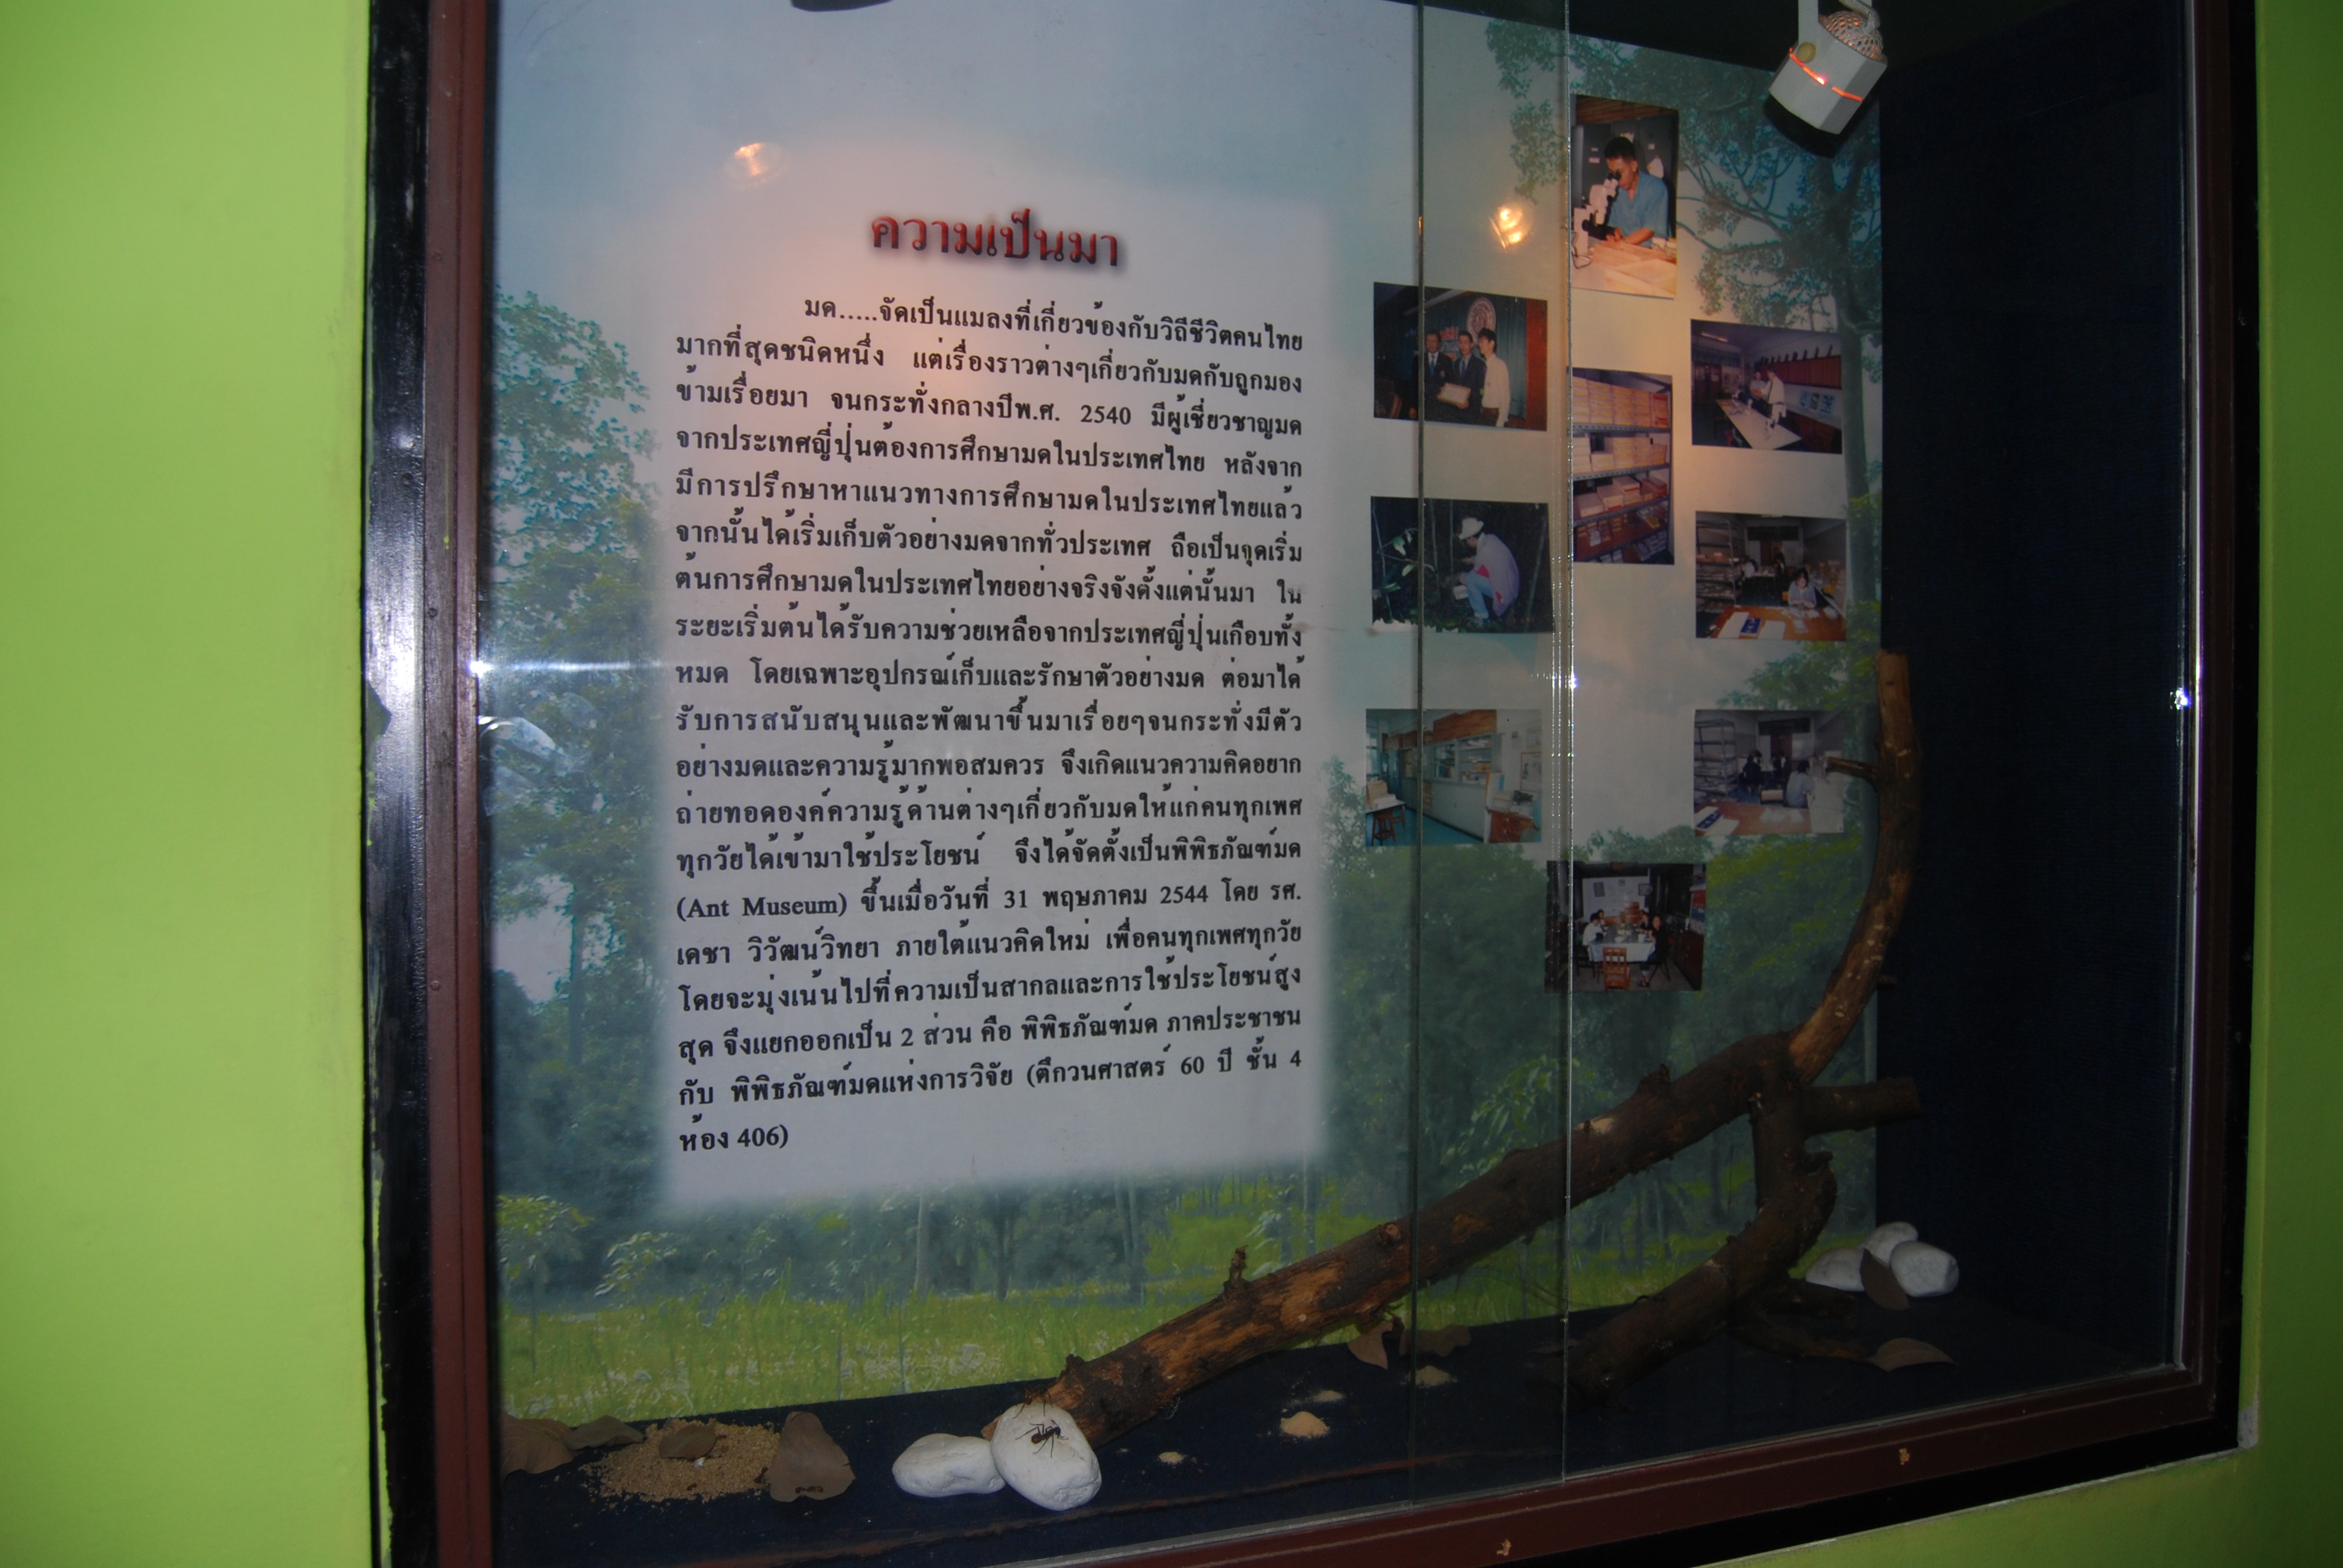 ความเป็นมา
มด.....จัดเป็นแมลงที่เกี่ยวข้องกับวิถีชีวิตคนไทย
มากที่สุดชนิดหนึ่ง แต่เรื่องราวต่างๆเกี่ยวกับมดกับถูกมอง
ข้ามเรื่อยมา จนกระทั่งกลางปีพ.ศ. 2540 มีผู้เชี่ยวชาญมด
จากประเทศญี่ปุ่นต้องการศึกษามดในประเทศไทย หลังจาก
มีการปรึกษาหาแนวทางการศึกษามดในประเทศไทยแล้ว
จากนั้นได้เริ่มเก็บตัวอย่างมดจากทั่วประเทศ ถือเป็นจุดเริ่ม
ต้นการศึกษามดในประเทศไทยอย่างจริงจังตั้งแต่นั้นมา ใน
ระยะเริ่มต้นได้รับความช่วยเหลือจากประเทศญี่ปุ่นเกือบทั้ง
หมด โดยเฉพาะอุปกรณ์เก็บและรักษาตัวอย่างมด ต่อมาได้
รับการสนับสนุนและพัฒนาขึ้นมาเรื่อยๆจนกระทั่งมีตัว
อย่างมดและความรู้มากพอสมควร จึงเกิดแนวความคิดอยาก
ถ่ายทอดองค์ความรู้ด้านต่างๆเกี่ยวกับมดให้แก่คนทุกเพศ
ทุกวัยได้เข้ามาใช้ประโยชน์ จึงได้จัดตั้งเป็นพิพิธภัณฑ์มด
(Ant Museum) ขึ้นเมื่อวันที่ 31 พฤษภาคม 2544 โดย รศ.
เดชา วิวัฒน์วิทยา ภายใต้แนวคิดใหม่ เพื่อคนทุกเพศทุกวัย
โดยจะมุ่งเน้นไปที่ความเป็นสากลและการใช้ประโยชน์สูง
สุด จึงแยกออกเป็น 2 ส่วน คือ พิพิธภัณฑ์มด ภาคประชาชน
กับ พิพิธภัณฑ์มดแห่งการวิจัย (ตึกวนศาสตร์ 60 ปี ชั้น 4
ห้อง 406)